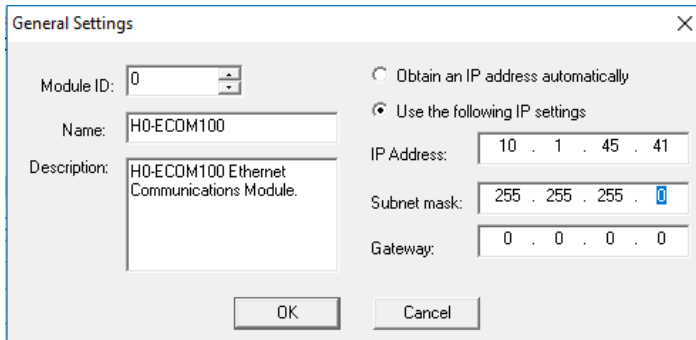 General Settings
Module ID: 0
Name: H0-ECOM100
Description: H0-ECOM100 Ethernet
Communications Module.
Obtain an IP address automatically
Use the following IP settings
IP Address: 10 . 1 . 45 . 41
Subnet mask: 255 . 255 . 255 . 0
Gateway: 0 . 0 . 0 . 0
OK Cancel